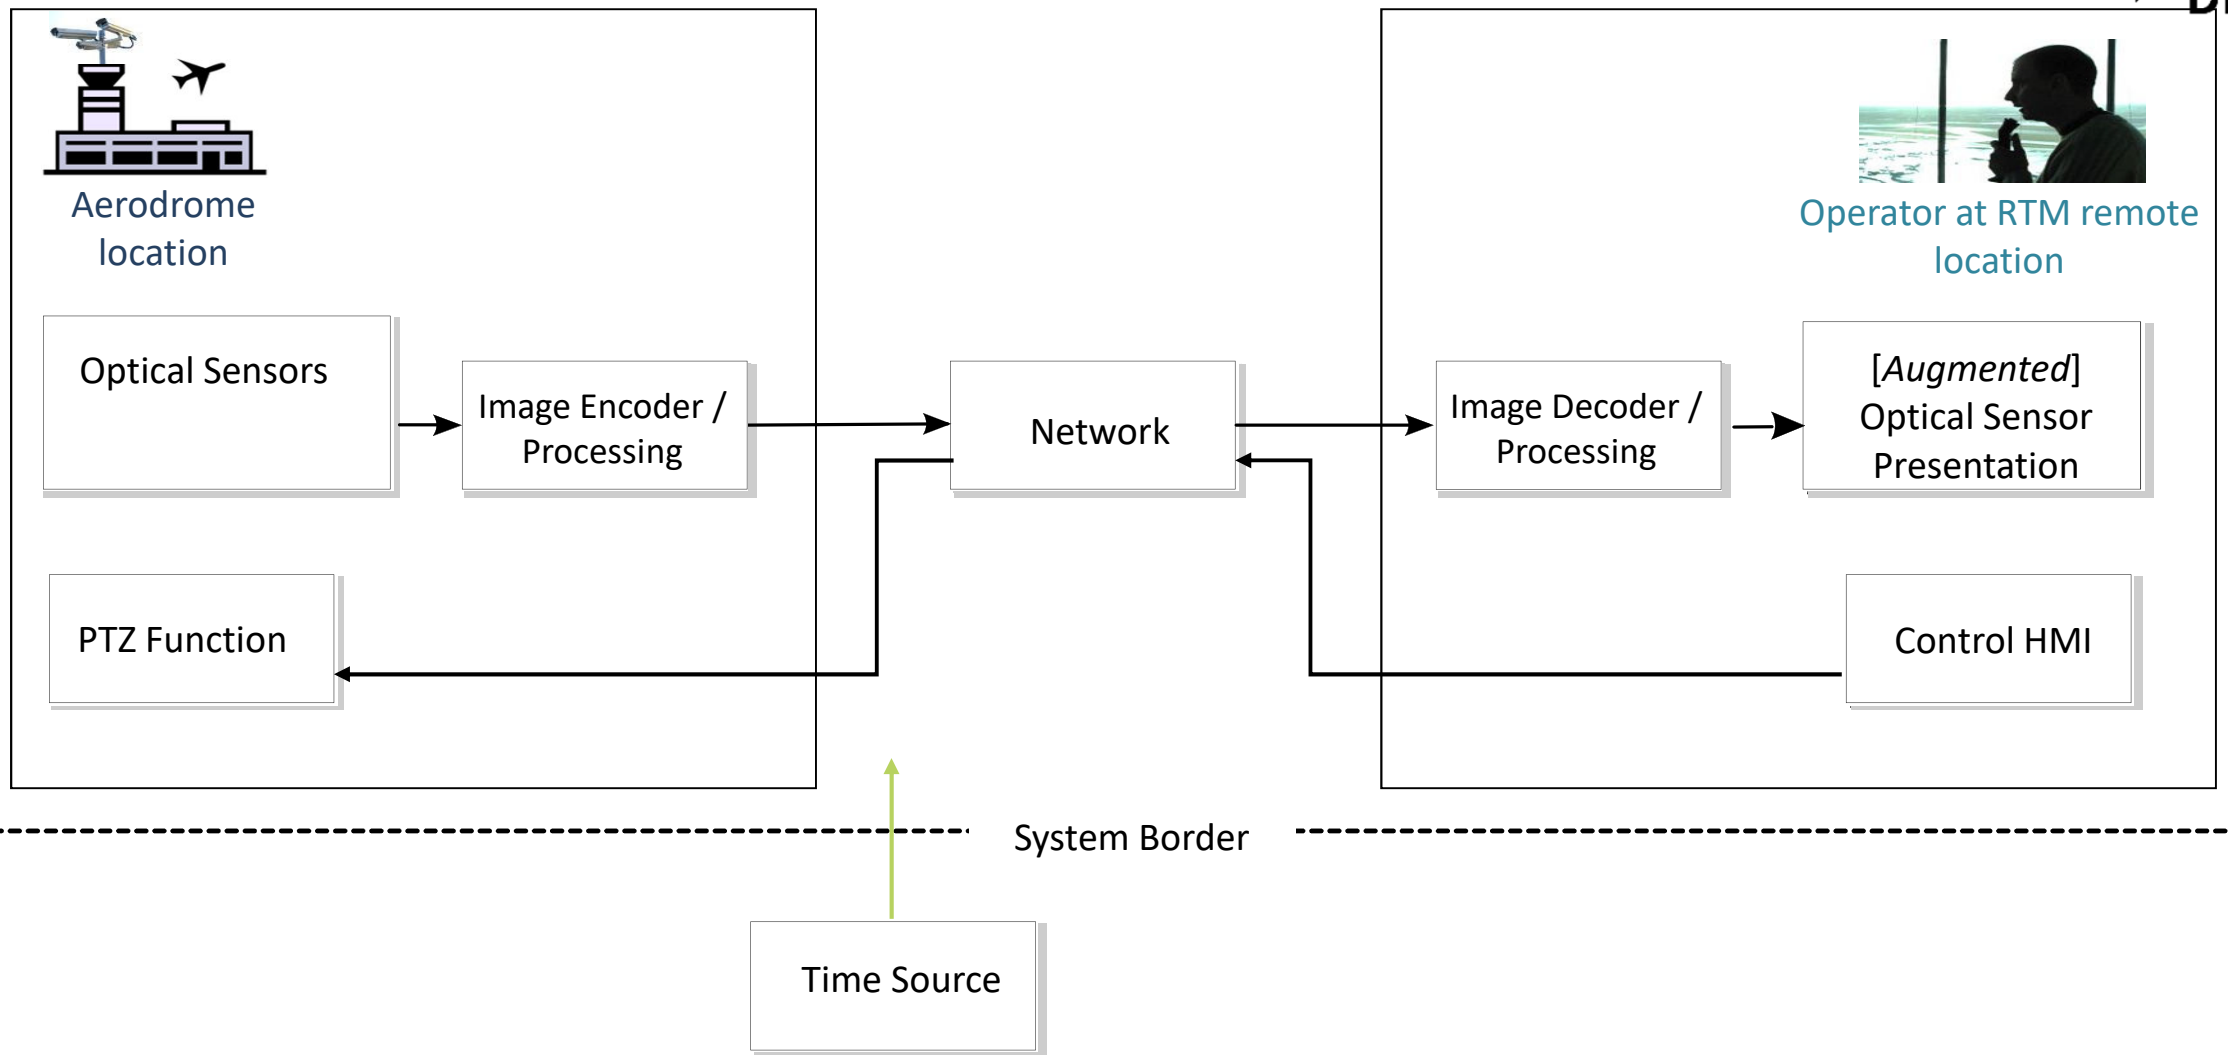 Aerodrome
location
Operator at RTM remote
location
Optical Sensors
Image Encoder /
Processing
Network
Image Decoder /
Processing
[Augmented]
Optical Sensor
Presentation
PTZ Function
Control HMI
System Border
Time Source